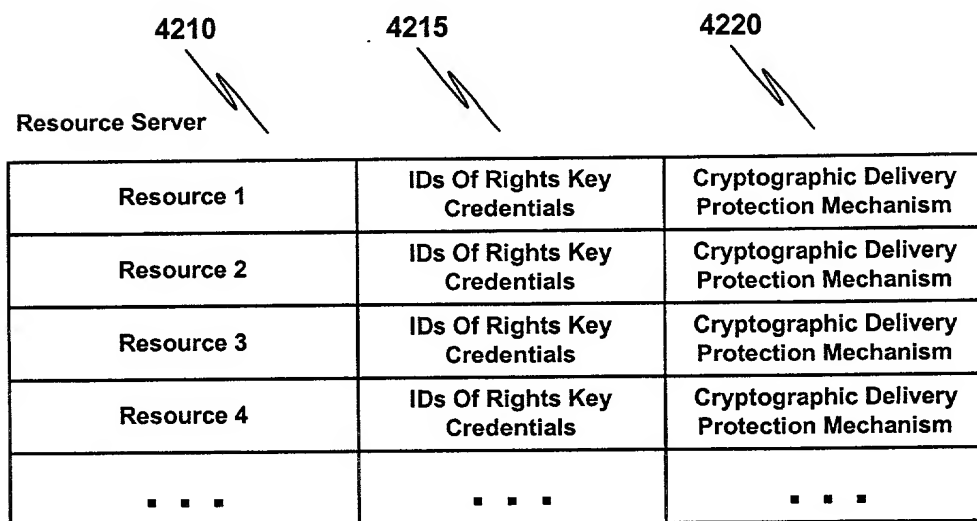 4210 4215 4220
Resource Server
Resource 1
IDs Of Rights Key
Credentials
Cryptographic Delivery
Protection Mechanism
Resource 2
IDs Of Rights Key
Credentials
Cryptographic Delivery
Protection Mechanism
Resource 3
IDs Of Rights Key
Credentials
Cryptographic Delivery
Protection Mechanism
Resource 4
IDs Of Rights Key
Credentials
Cryptographic Delivery
Protection Mechanism
. . . . . . . . .